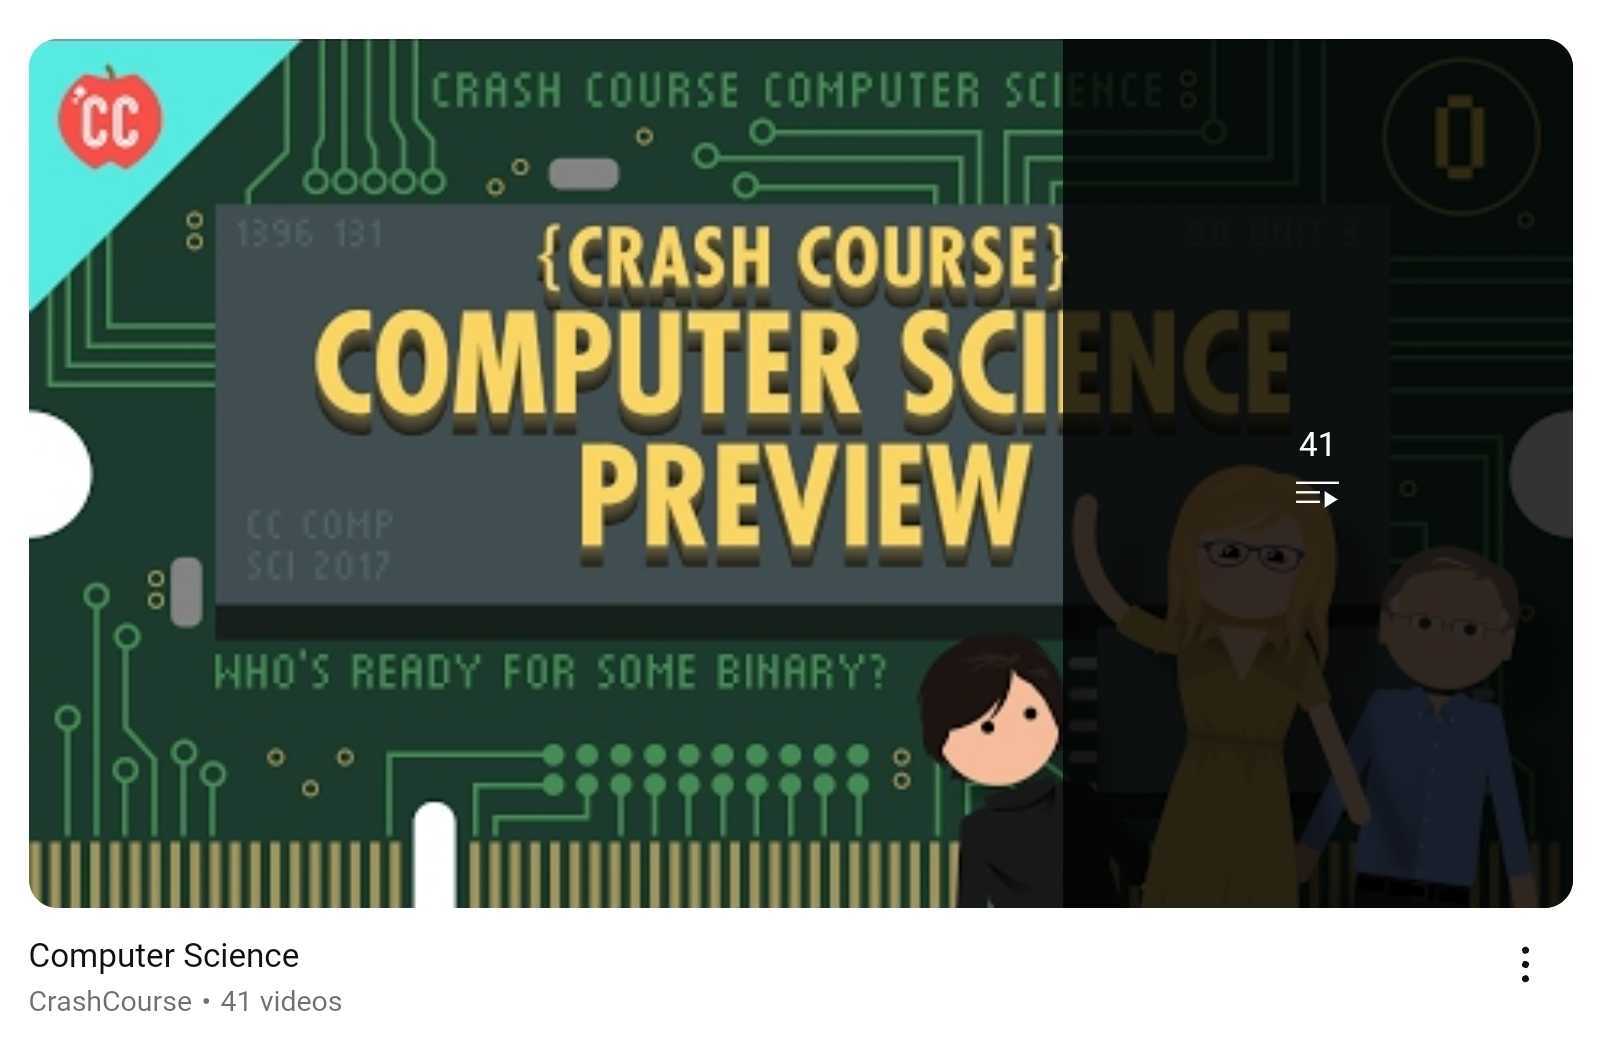 CC
CRASH COURSE COMPUTER SCIENCE
0
1396 131
{CRASH COURSE}
COMPUTER SCIENCE
PREVIEW
41
CC COMP
SCI 2017
WHO'S READY FOR SOME BINARY?
Computer Science
CrashCourse • 41 videos